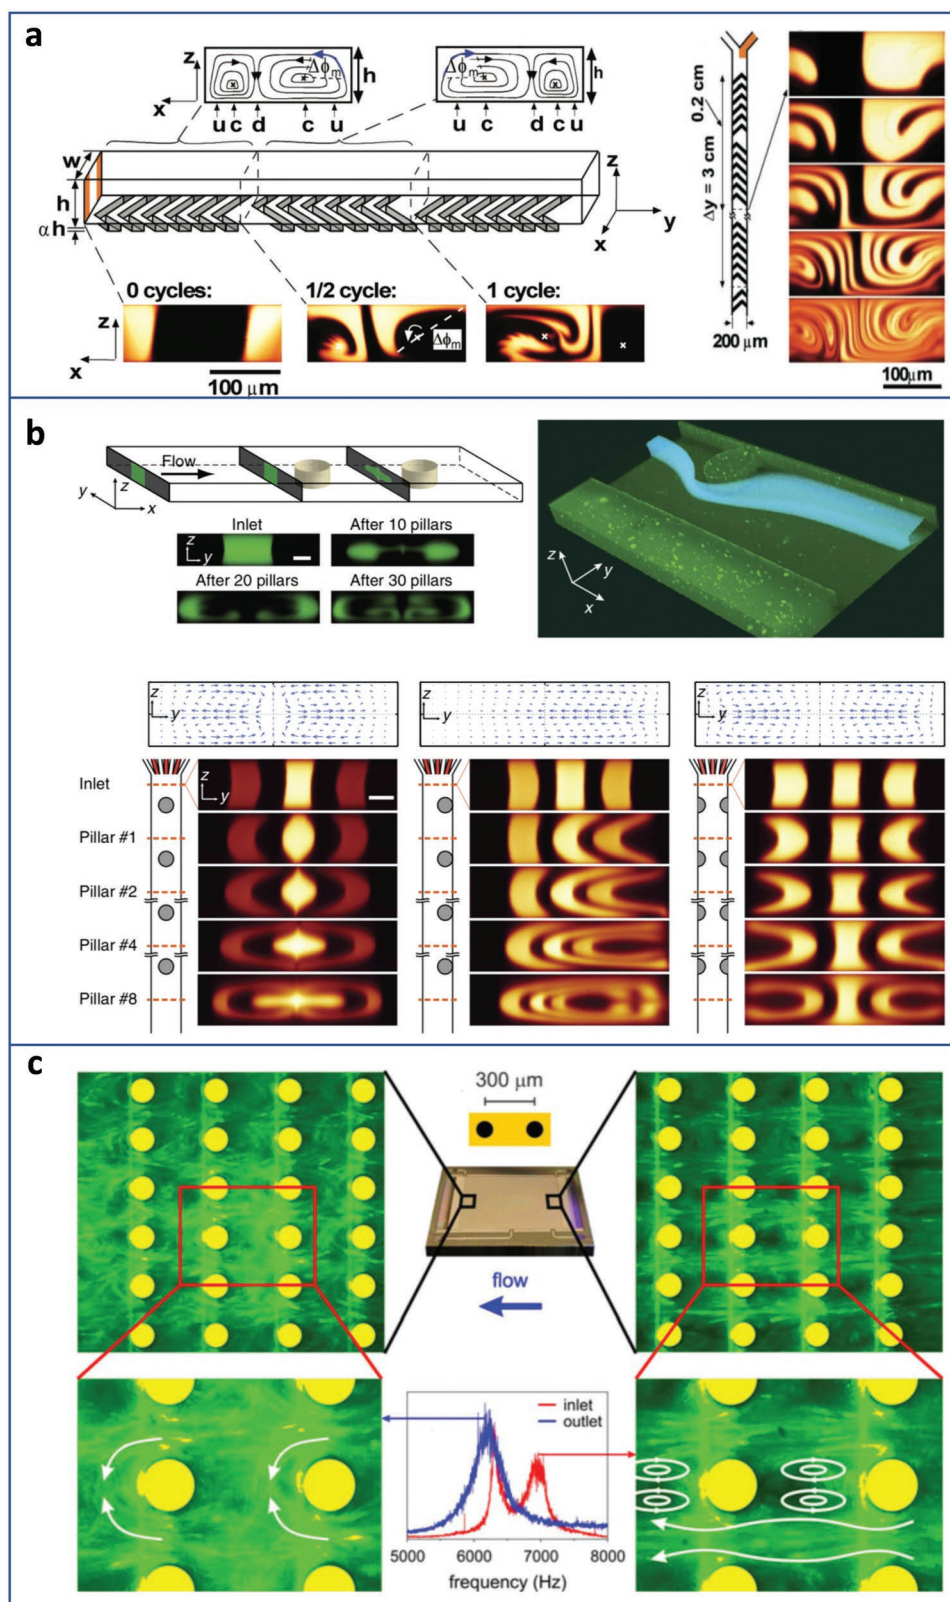 a
z
x
Δϕm
h
u c d c u
Δϕm
h
u c d c u
w
h
αh
z
x
y
0 cycles:
1/2 cycle:
1 cycle:
z
x
Δϕm
100 μm
0.2 cm
Δy = 3 cm
200 μm
100μm
b
Flow
y
z
x
Inlet
After 10 pillars
z
y
After 20 pillars
After 30 pillars
z
y
x
z
y
z
y
z
y
Inlet
z
y
Pillar #1
Pillar #2
Pillar #4
Pillar #8
c
300 μm
flow
inlet
outlet
5000 6000 7000 8000
frequency (Hz)